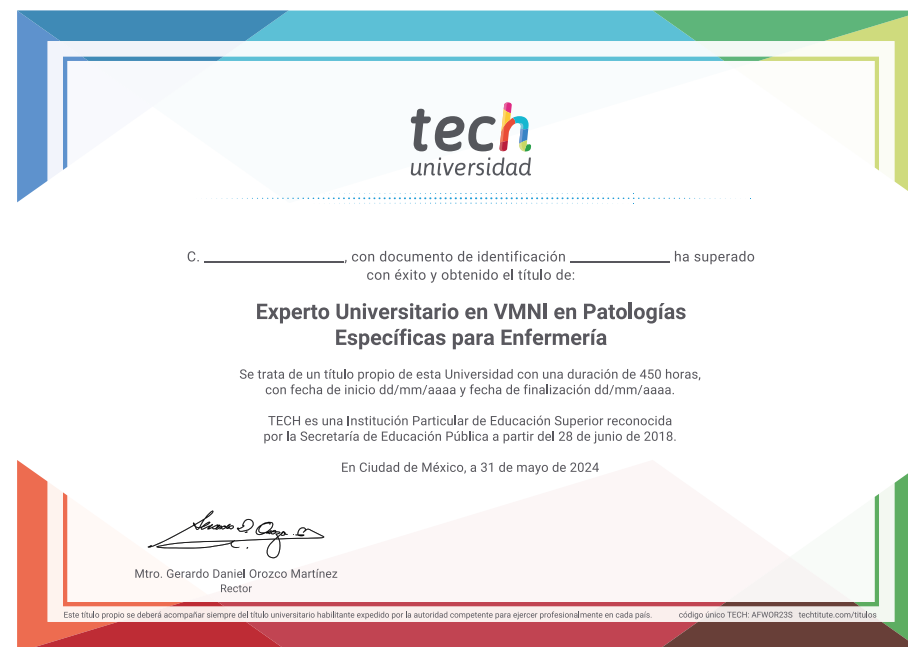 tech
universidad
C. ____________________, con documento de identificación ______________ ha superado
con éxito y obtenido el título de:
Experto Universitario en VMNI en Patologías
Específicas para Enfermería
Se trata de un título propio de esta Universidad con una duración de 450 horas,
con fecha de inicio dd/mm/aaaa y fecha de finalización dd/mm/aaaa.
TECH es una Institución Particular de Educación Superior reconocida
por la Secretaría de Educación Pública a partir del 28 de junio de 2018.
En Ciudad de México, a 31 de mayo de 2024
Mtro. Gerardo Daniel Orozco Martínez
Rector
Este título propio se deberá acompañar siempre del título universitario habilitante expedido por la autoridad competente para ejercer profesionalmente en cada país. código único TECH: AFWOR23S techtitute.com/titulos